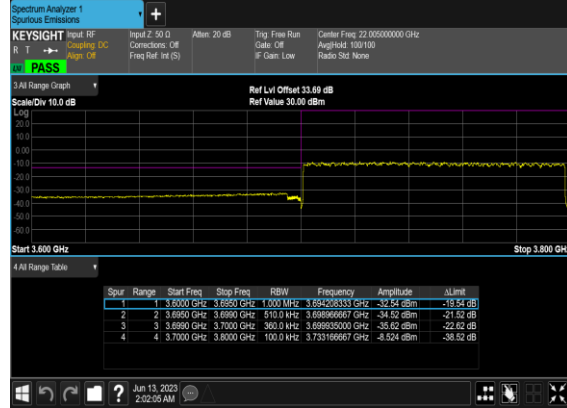 Spectrum Analyzer 1
Spurious Emissions
KEYSIGHT Input: RF Input Z: 50 Ω Atten: 20 dB Trig: Free Run Center Freq: 22.005000000 GHz
R T Coupling: DC Corrections: Off Gate: Off Avg|Hold: 100/100
Align: Off Freq Ref: Int (S) IF Gain: Low Radio Std: None
PASS
3 All Range Graph
Ref Lvl Offset 33.69 dB
Scale/Div 10.0 dB Ref Value 30.00 dBm
Log
20.0
10.0
0.00
-10.0
-20.0
-30.0
-40.0
-50.0
-60.0
Start 3.600 GHz Stop 3.800 GHz
4 All Range Table
Spur Range Start Freq Stop Freq RBW Frequency Amplitude ΔLimit
1 1 3.6000 GHz 3.6950 GHz 1.000 MHz 3.694208333 GHz -32.54 dBm -19.54 dB
2 2 3.6950 GHz 3.6990 GHz 510.0 kHz 3.698966667 GHz -34.52 dBm -21.52 dB
3 3 3.6990 GHz 3.7000 GHz 360.0 kHz 3.699935000 GHz -35.62 dBm -22.62 dB
4 4 3.7000 GHz 3.8000 GHz 100.0 kHz 3.733166667 GHz -8.524 dBm -38.52 dB
? Jun 13, 2023
2:02:05 AM